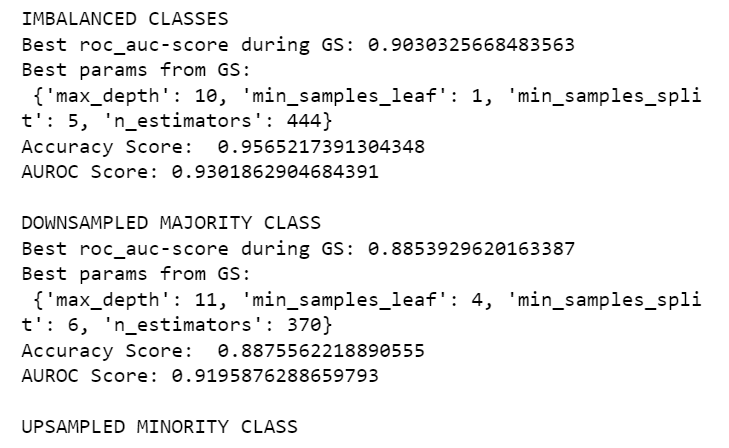 IMBALANCED CLASSES
Best roc_auc-score during GS: 0.9030325668483563
Best params from GS:
 {'max_depth': 10, 'min_samples_leaf': 1, 'min_samples_spli
t': 5, 'n_estimators': 444}
Accuracy Score:  0.9565217391304348
AUROC Score: 0.9301862904684391

DOWNSAMPLED MAJORITY CLASS
Best roc_auc-score during GS: 0.8853929620163387
Best params from GS:
 {'max_depth': 11, 'min_samples_leaf': 4, 'min_samples_spli
t': 6, 'n_estimators': 370}
Accuracy Score:  0.8875562218890555
AUROC Score: 0.9195876288659793

UPSAMPLED MINORITY CLASS